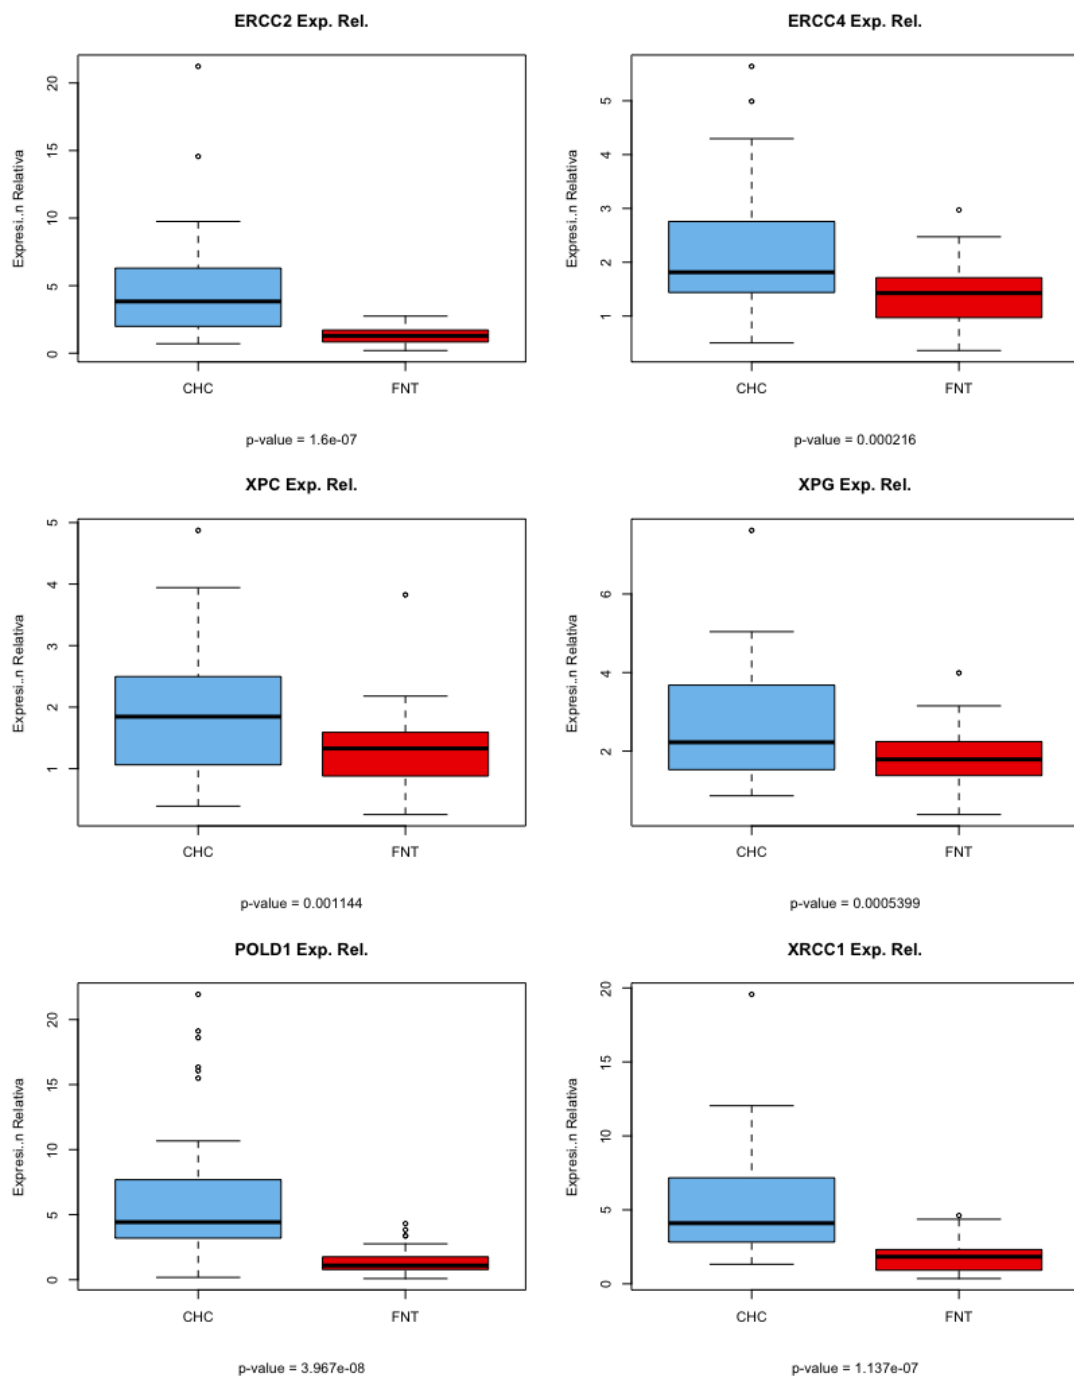 ERCC2 Exp. Rel.
Expresi..n Relativa
20
15
10
5
0
CHC FNT
p-value = 1.6e-07
ERCC4 Exp. Rel.
Expresi..n Relativa
5
4
3
2
1
CHC FNT
p-value = 0.000216
XPC Exp. Rel.
Expresi..n Relativa
5
4
3
2
1
CHC FNT
p-value = 0.001144
XPG Exp. Rel.
Expresi..n Relativa
6
4
2
CHC FNT
p-value = 0.0005399
POLD1 Exp. Rel.
Expresi..n Relativa
20
15
10
5
0
CHC FNT
p-value = 3.967e-08
XRCC1 Exp. Rel.
Expresi..n Relativa
20
15
10
5
0
CHC FNT
p-value = 1.137e-07